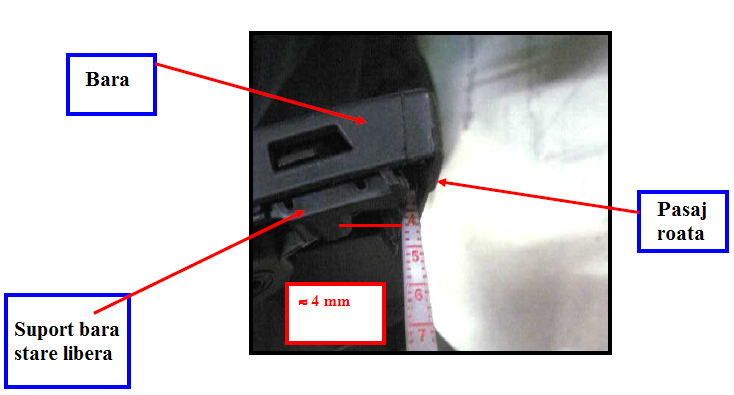 Bara
Pasaj
roata
Suport bara
stare libera
≈ 4 mm
4
5
6
7